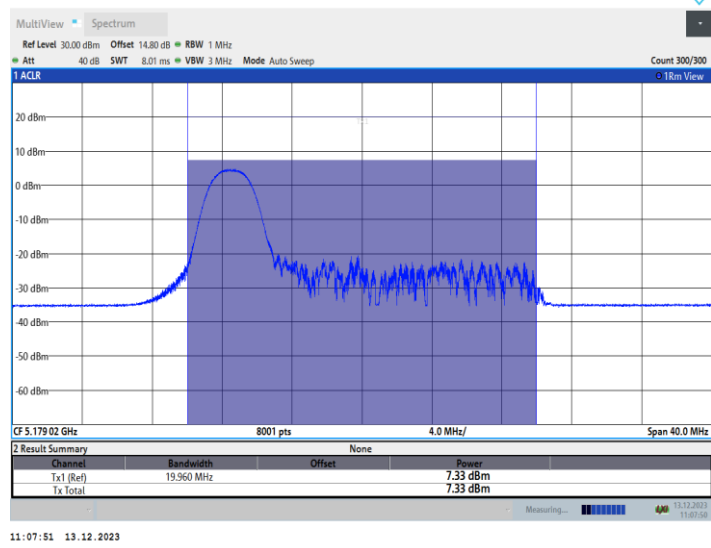 MultiView Spectrum
Ref Level 30.00 dBm Offset 14.80 dB RBW 1 MHz
Att 40 dB SWT 8.01 ms VBW 3 MHz Mode Auto Sweep Count 300/300
1 ACLR 1Rm View
20 dBm
10 dBm
0 dBm
-10 dBm
-20 dBm
-30 dBm
-40 dBm
-50 dBm
-60 dBm
CF 5.179 02 GHz 8001 pts 4.0 MHz/ Span 40.0 MHz
2 Result Summary None
Channel Bandwidth Offset Power
Tx1 (Ref) 19.960 MHz 7.33 dBm
Tx Total 7.33 dBm
Measuring... 13.12.2023
11:07:50
11:07:51 13.12.2023